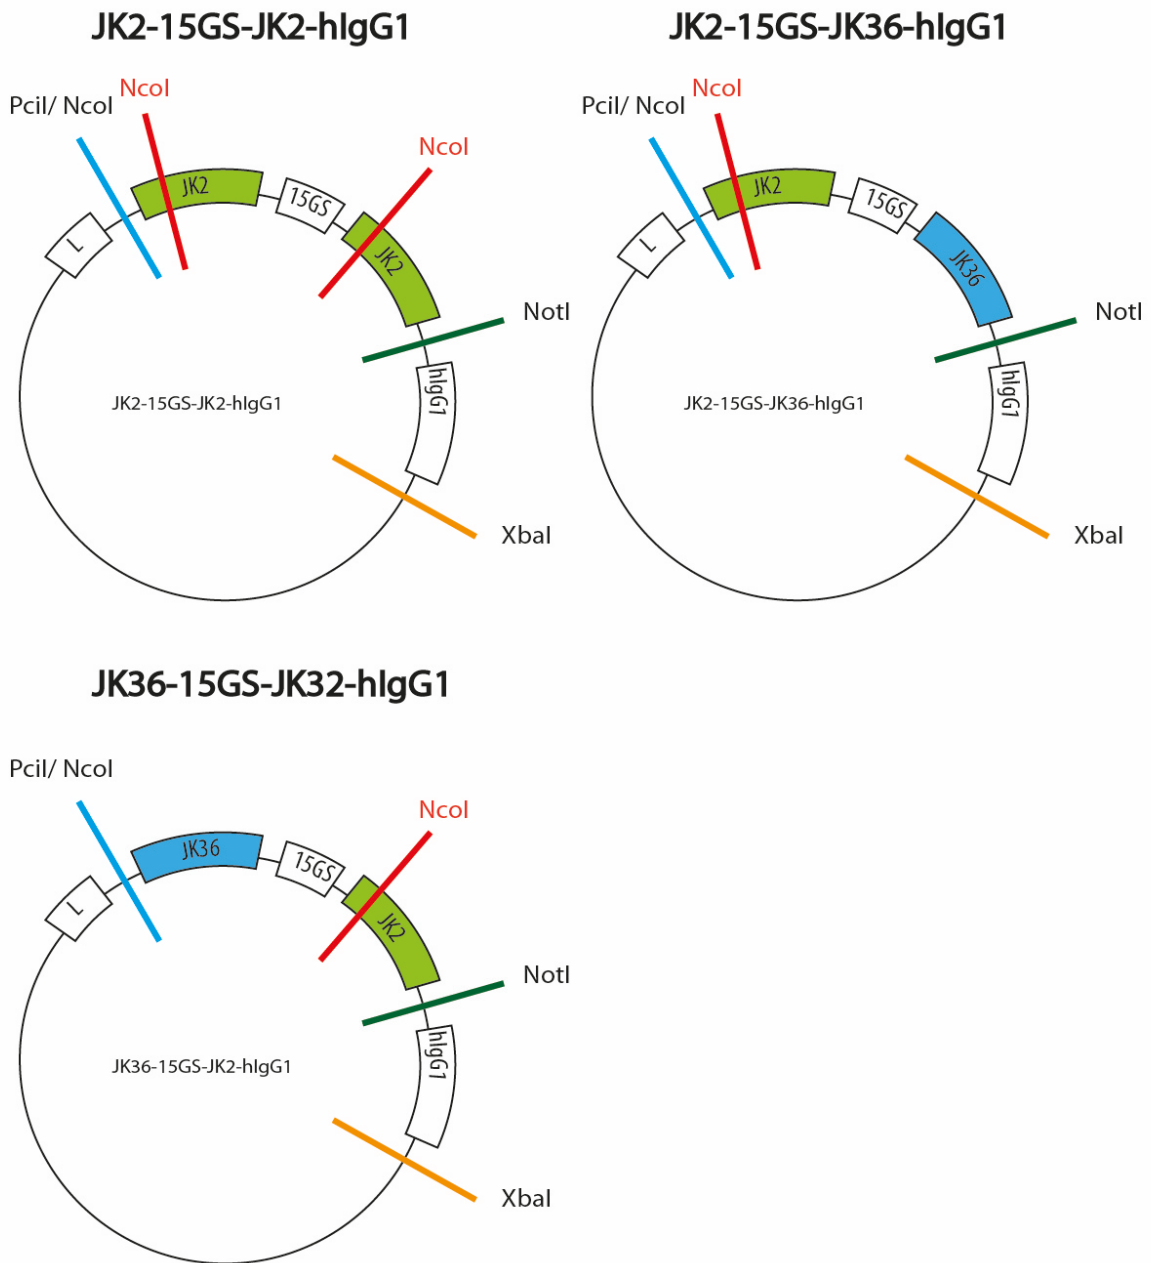 JK2-15GS-JK2-hIgG1
PciI/ NcoI
NcoI
NcoI
L
JK2
15GS
JK2
NotI
hIgG1
JK2-15GS-JK2-hIgG1
XbaI
JK2-15GS-JK36-hIgG1
PciI/ NcoI
NcoI
L
JK2
15GS
JK36
NotI
hIgG1
JK2-15GS-JK36-hIgG1
XbaI
JK36-15GS-JK32-hIgG1
PciI/ NcoI
NcoI
L
JK36
15GS
JK2
NotI
hIgG1
JK36-15GS-JK2-hIgG1
XbaI